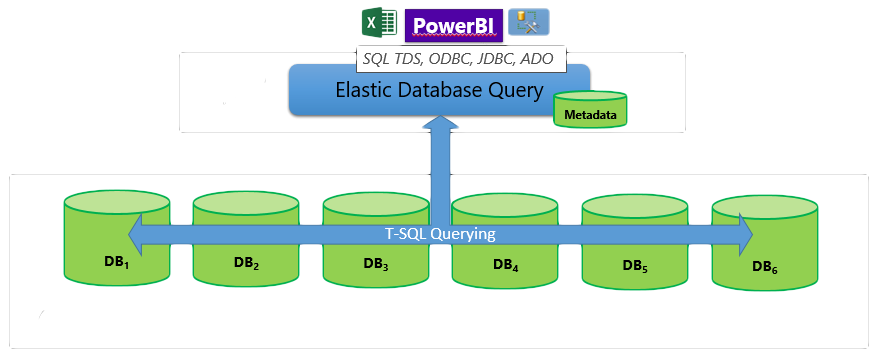 X
PowerBI
SQL TDS, ODBC, JDBC, ADO
Elastic Database Query
Metadata
T-SQL Querying
DB1
DB2
DB3
DB4
DB5
DB6